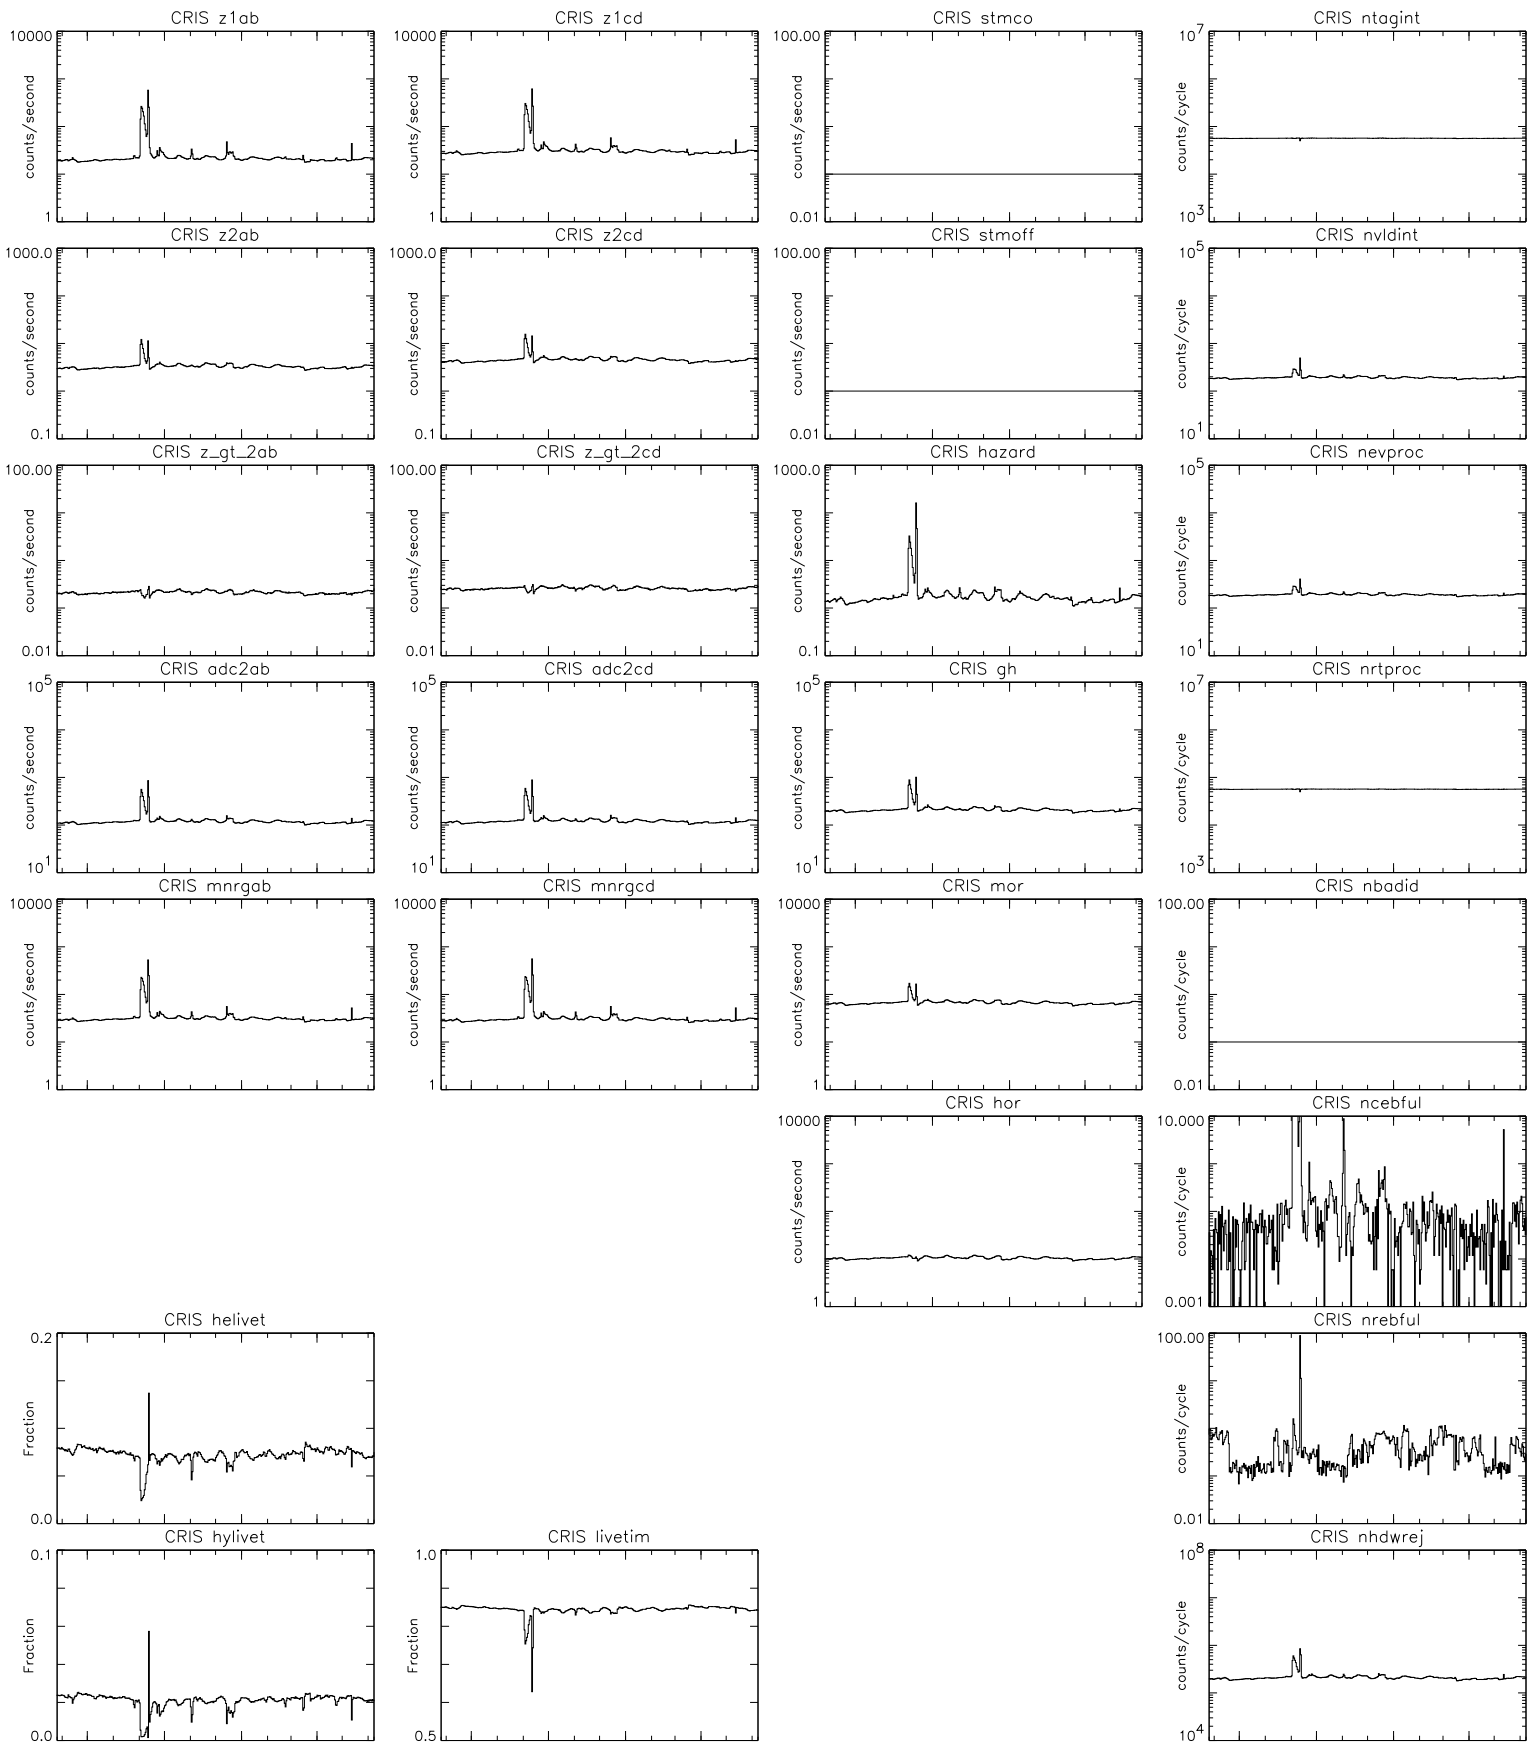 CRIS z1ab
CRIS z1cd
CRIS stmco
CRIS ntagint
10000
counts/second
1
10000
counts/second
1
100.00
counts/second
0.01
10^7
counts/cycle
10^3
CRIS z2ab
CRIS z2cd
CRIS stmoff
CRIS nvldint
1000.0
counts/second
0.1
1000.0
counts/second
0.1
100.00
counts/second
0.01
10^5
counts/cycle
10^1
CRIS z_gt_2ab
CRIS z_gt_2cd
CRIS hazard
CRIS nevproc
100.00
counts/second
0.01
100.00
counts/second
0.01
1000.0
counts/second
0.1
10^5
counts/cycle
10^1
CRIS adc2ab
CRIS adc2cd
CRIS gh
CRIS nrtproc
10^5
counts/second
10^1
10^5
counts/second
10^1
10^5
counts/second
10^1
10^7
counts/cycle
10^3
CRIS mnrgab
CRIS mnrgcd
CRIS mor
CRIS nbadid
10000
counts/second
1
10000
counts/second
1
10000
counts/second
1
100.00
counts/cycle
0.01
CRIS hor
CRIS ncebful
10000
counts/second
1
10.000
counts/cycle
0.001
CRIS helivet
CRIS nrebful
0.2
Fraction
0.0
100.00
counts/cycle
0.01
CRIS hylivet
CRIS livetim
CRIS nhdwrej
0.1
Fraction
0.0
1.0
Fraction
0.5
10^8
counts/cycle
10^4